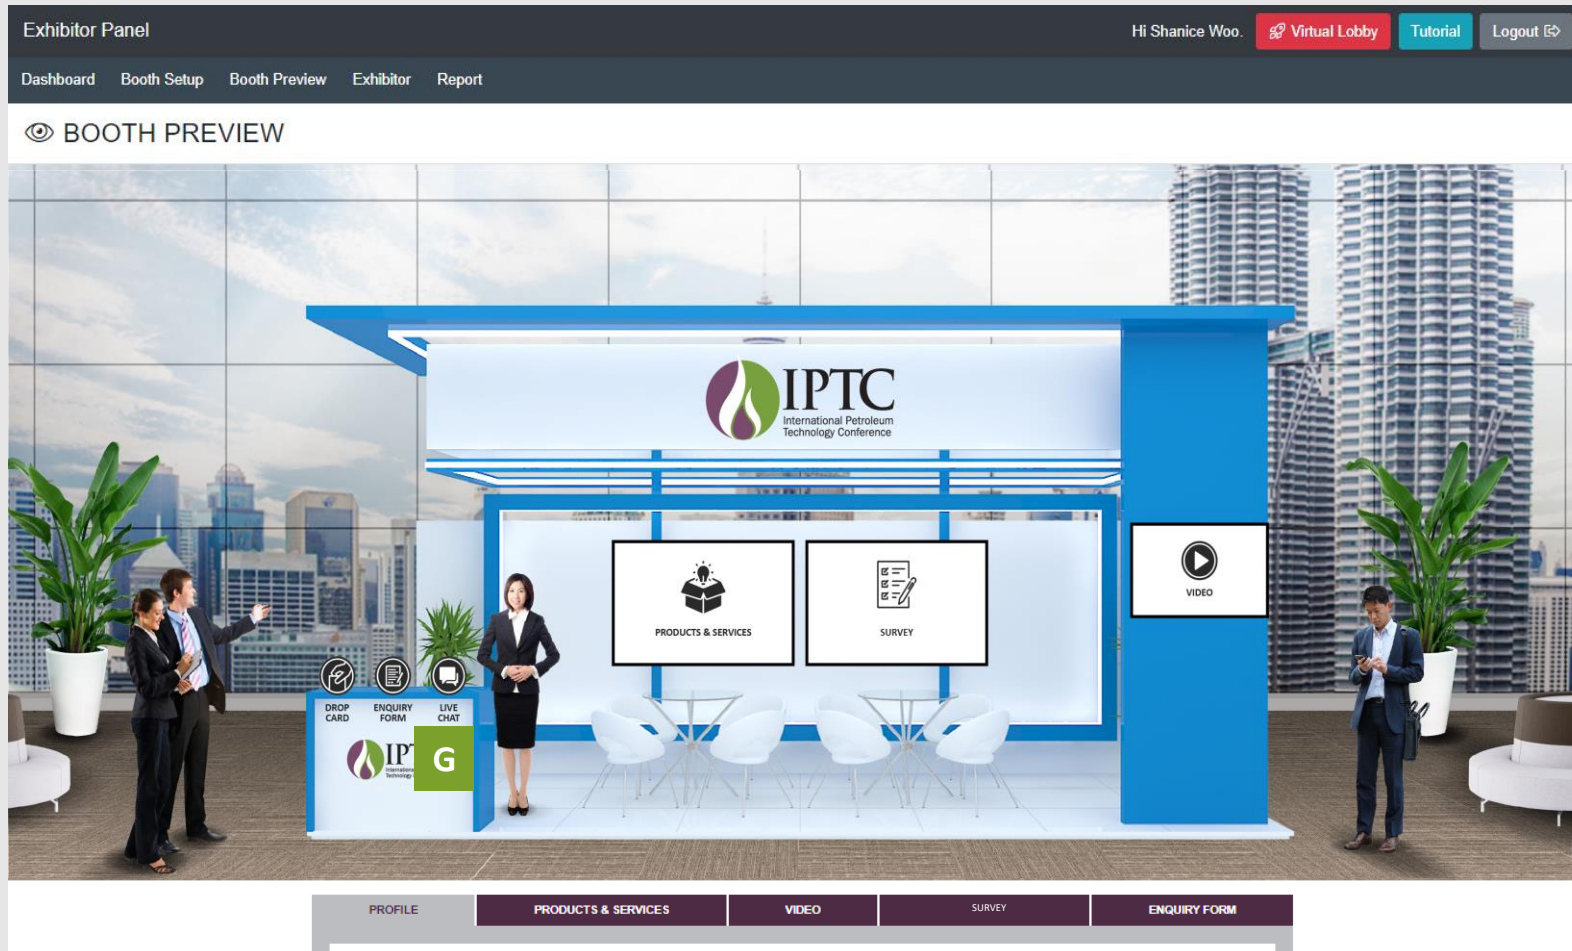 Exhibitor Panel
Hi Shanice Woo.
Virtual Lobby
Tutorial
Logout
Dashboard
Booth Setup
Booth Preview
Exhibitor
Report
BOOTH PREVIEW
IPTC
International Petroleum
Technology Conference
PRODUCTS & SERVICES
SURVEY
VIDEO
DROP
CARD
ENQUIRY
FORM
LIVE
CHAT
G
PROFILE
PRODUCTS & SERVICES
VIDEO
SURVEY
ENQUIRY FORM